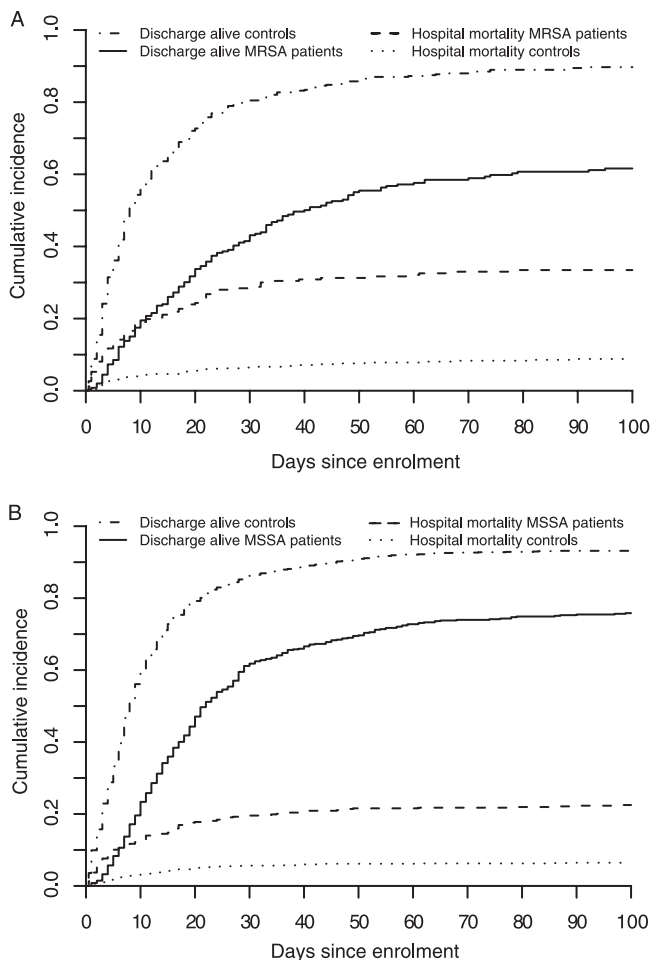 A
Discharge alive controls
Discharge alive MRSA patients
Hospital mortality MRSA patients
Hospital mortality controls
Cumulative incidence
1.0
0.8
0.6
0.4
0.2
0.0
0 10 20 30 40 50 60 70 80 90 100
Days since enrolment
B
Discharge alive controls
Discharge alive MSSA patients
Hospital mortality MSSA patients
Hospital mortality controls
Cumulative incidence
1.0
0.8
0.6
0.4
0.2
0.0
0 10 20 30 40 50 60 70 80 90 100
Days since enrolment